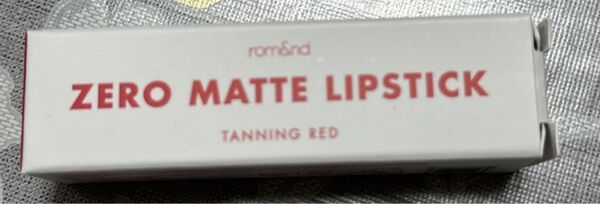 rom&nd
ZERO MATTE LIPSTICK
TANNING RED